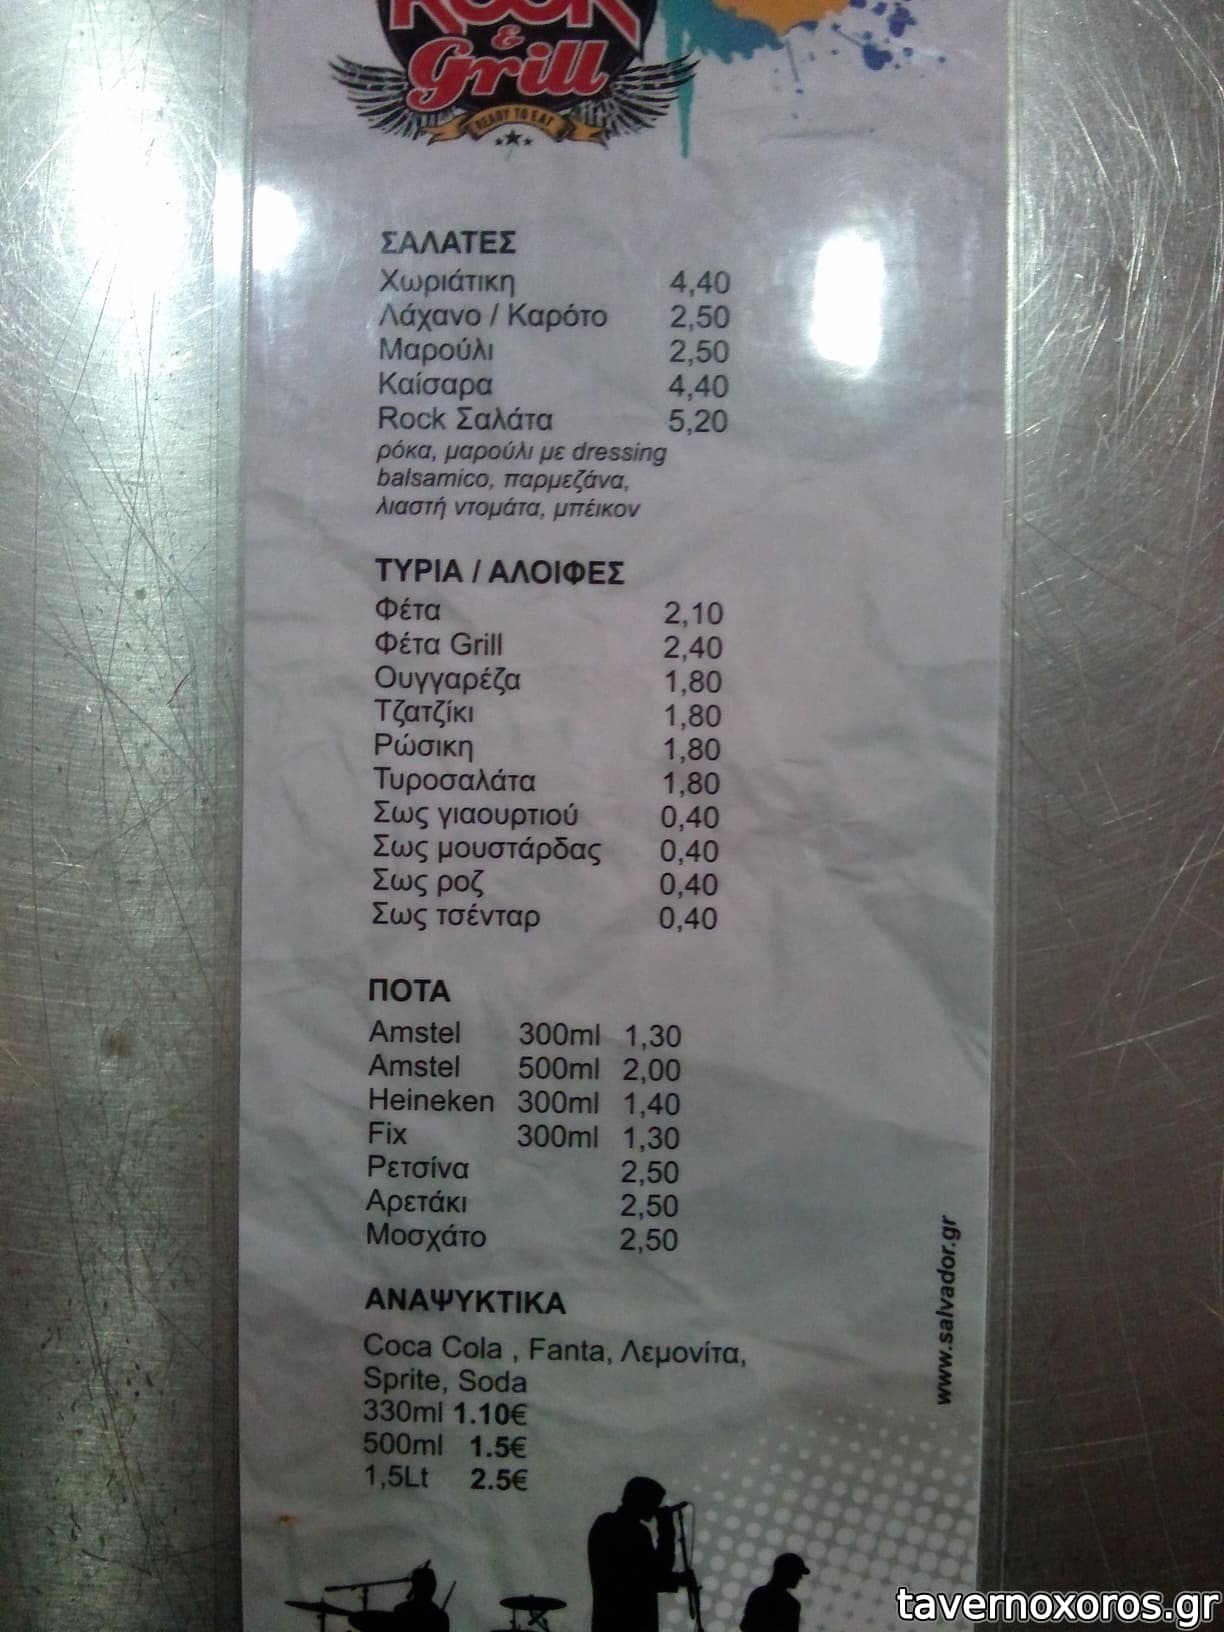 ROCK
&
Grill
READY TO EAT
ΣΑΛΑΤΕΣ
Χωριάτικη 4,40
Λάχανο / Καρότο 2,50
Μαρούλι 2,50
Καίσαρα 4,40
Rock Σαλάτα 5,20
ρόκα, μαρούλι με dressing
balsamico, παρμεζάνα,
λιαστή ντομάτα, μπέικον
ΤΥΡΙΑ / ΑΛΟΙΦΕΣ
Φέτα 2,10
Φέτα Grill 2,40
Ουγγαρέζα 1,80
Τζατζίκι 1,80
Ρώσικη 1,80
Τυροσαλάτα 1,80
Σως γιαουρτιού 0,40
Σως μουστάρδας 0,40
Σως ροζ 0,40
Σως τσένταρ 0,40
ΠΟΤΑ
Amstel 300ml 1,30
Amstel 500ml 2,00
Heineken 300ml 1,40
Fix 300ml 1,30
Ρετσίνα 2,50
Αρετάκι 2,50
Μοσχάτο 2,50
ΑΝΑΨΥΚΤΙΚΑ
Coca Cola , Fanta, Λεμονίτα,
Sprite, Soda
330ml 1.10€
500ml 1.5€
1,5Lt 2.5€
www.salvador.gr
tavernoxoros.gr